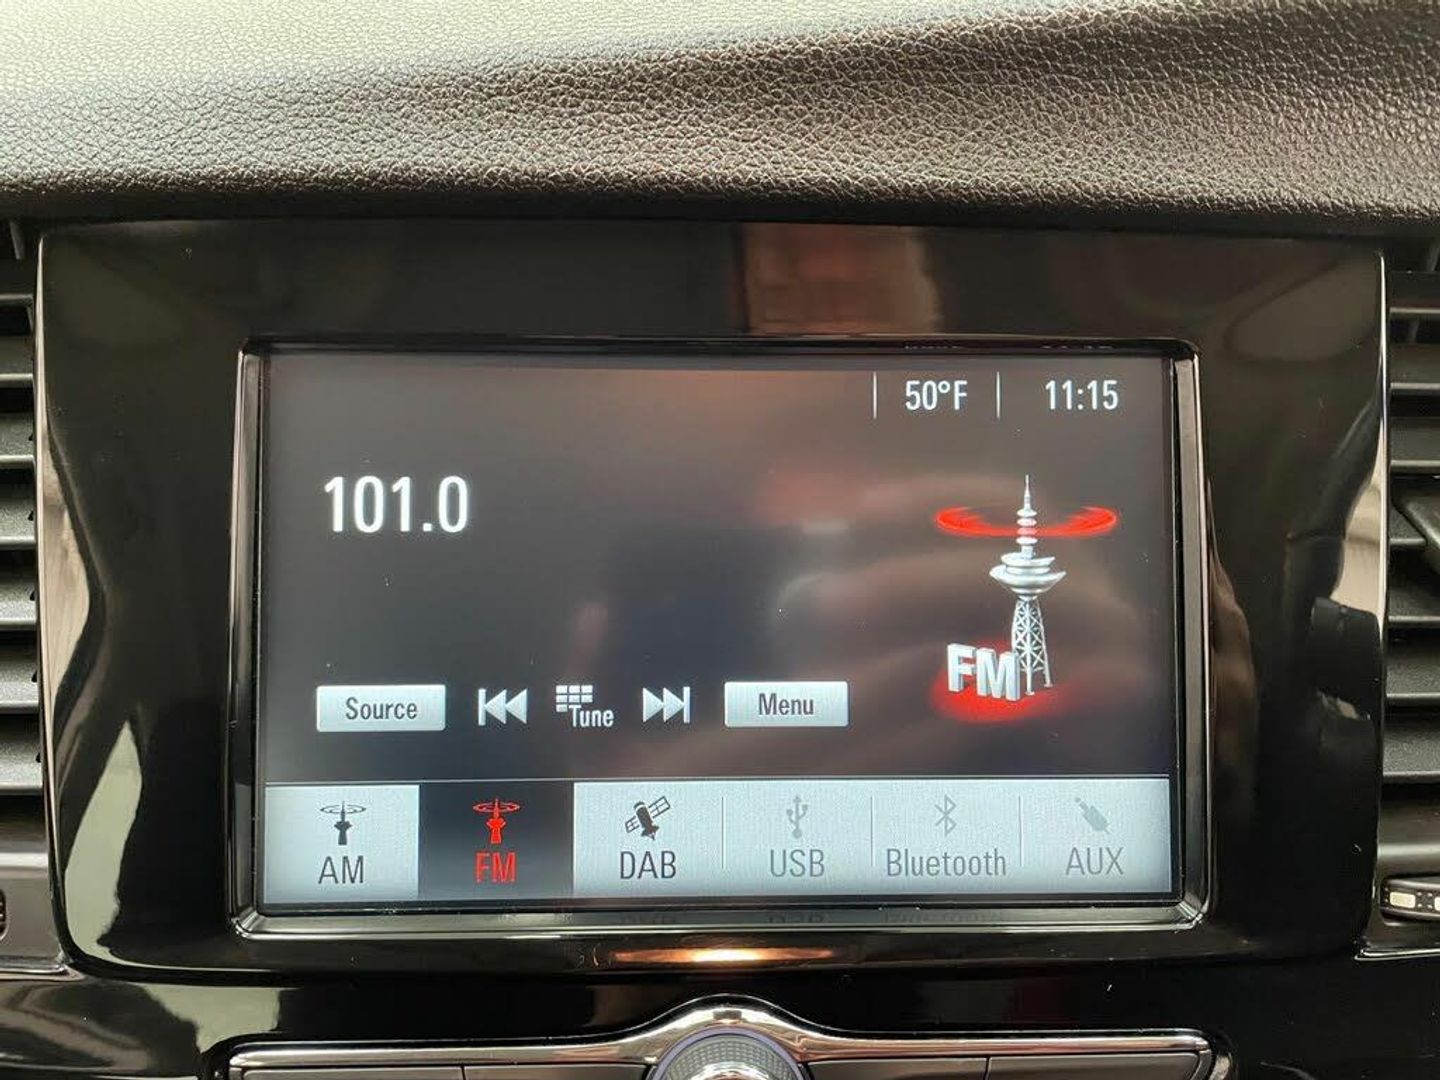 50°F 11:15
101.0
FM
Source Tune Menu
AM FM DAB USB Bluetooth AUX